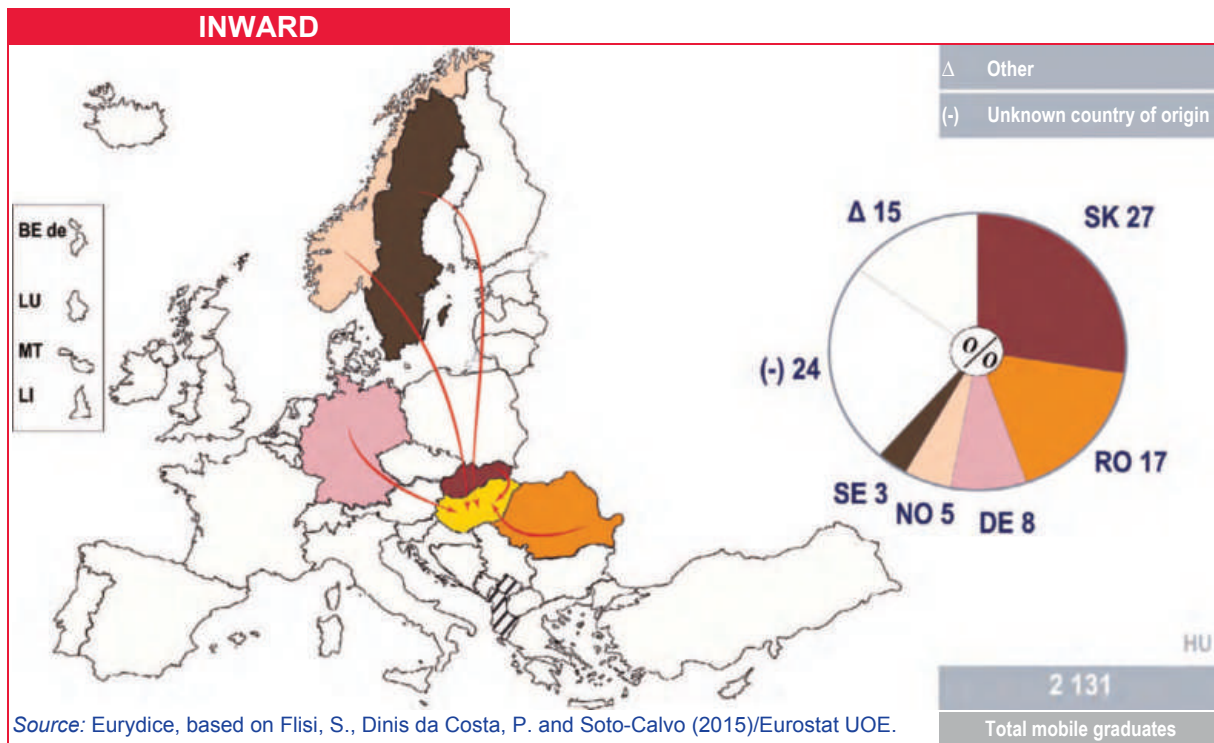 INWARD
Δ Other
(-) Unknown country of origin
BE de
LU
MT
LI
Δ 15
SK 27
(-) 24
%
RO 17
SE 3
NO 5
DE 8
HU
2 131
Total mobile graduates
Source: Eurydice, based on Flisi, S., Dinis da Costa, P. and Soto-Calvo (2015)/Eurostat UOE.